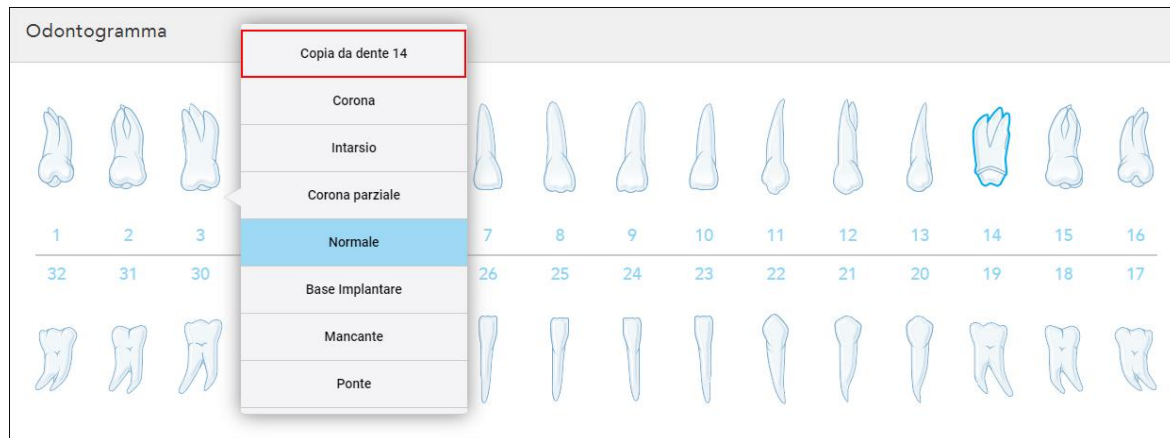 Odontogramma
Copia da dente 14
Corona
Intarsio
Corona parziale
Normale
Base Implantare
Mancante
Ponte
1 2 3 7 8 9 10 11 12 13 14 15 16
32 31 30 26 25 24 23 22 21 20 19 18 17